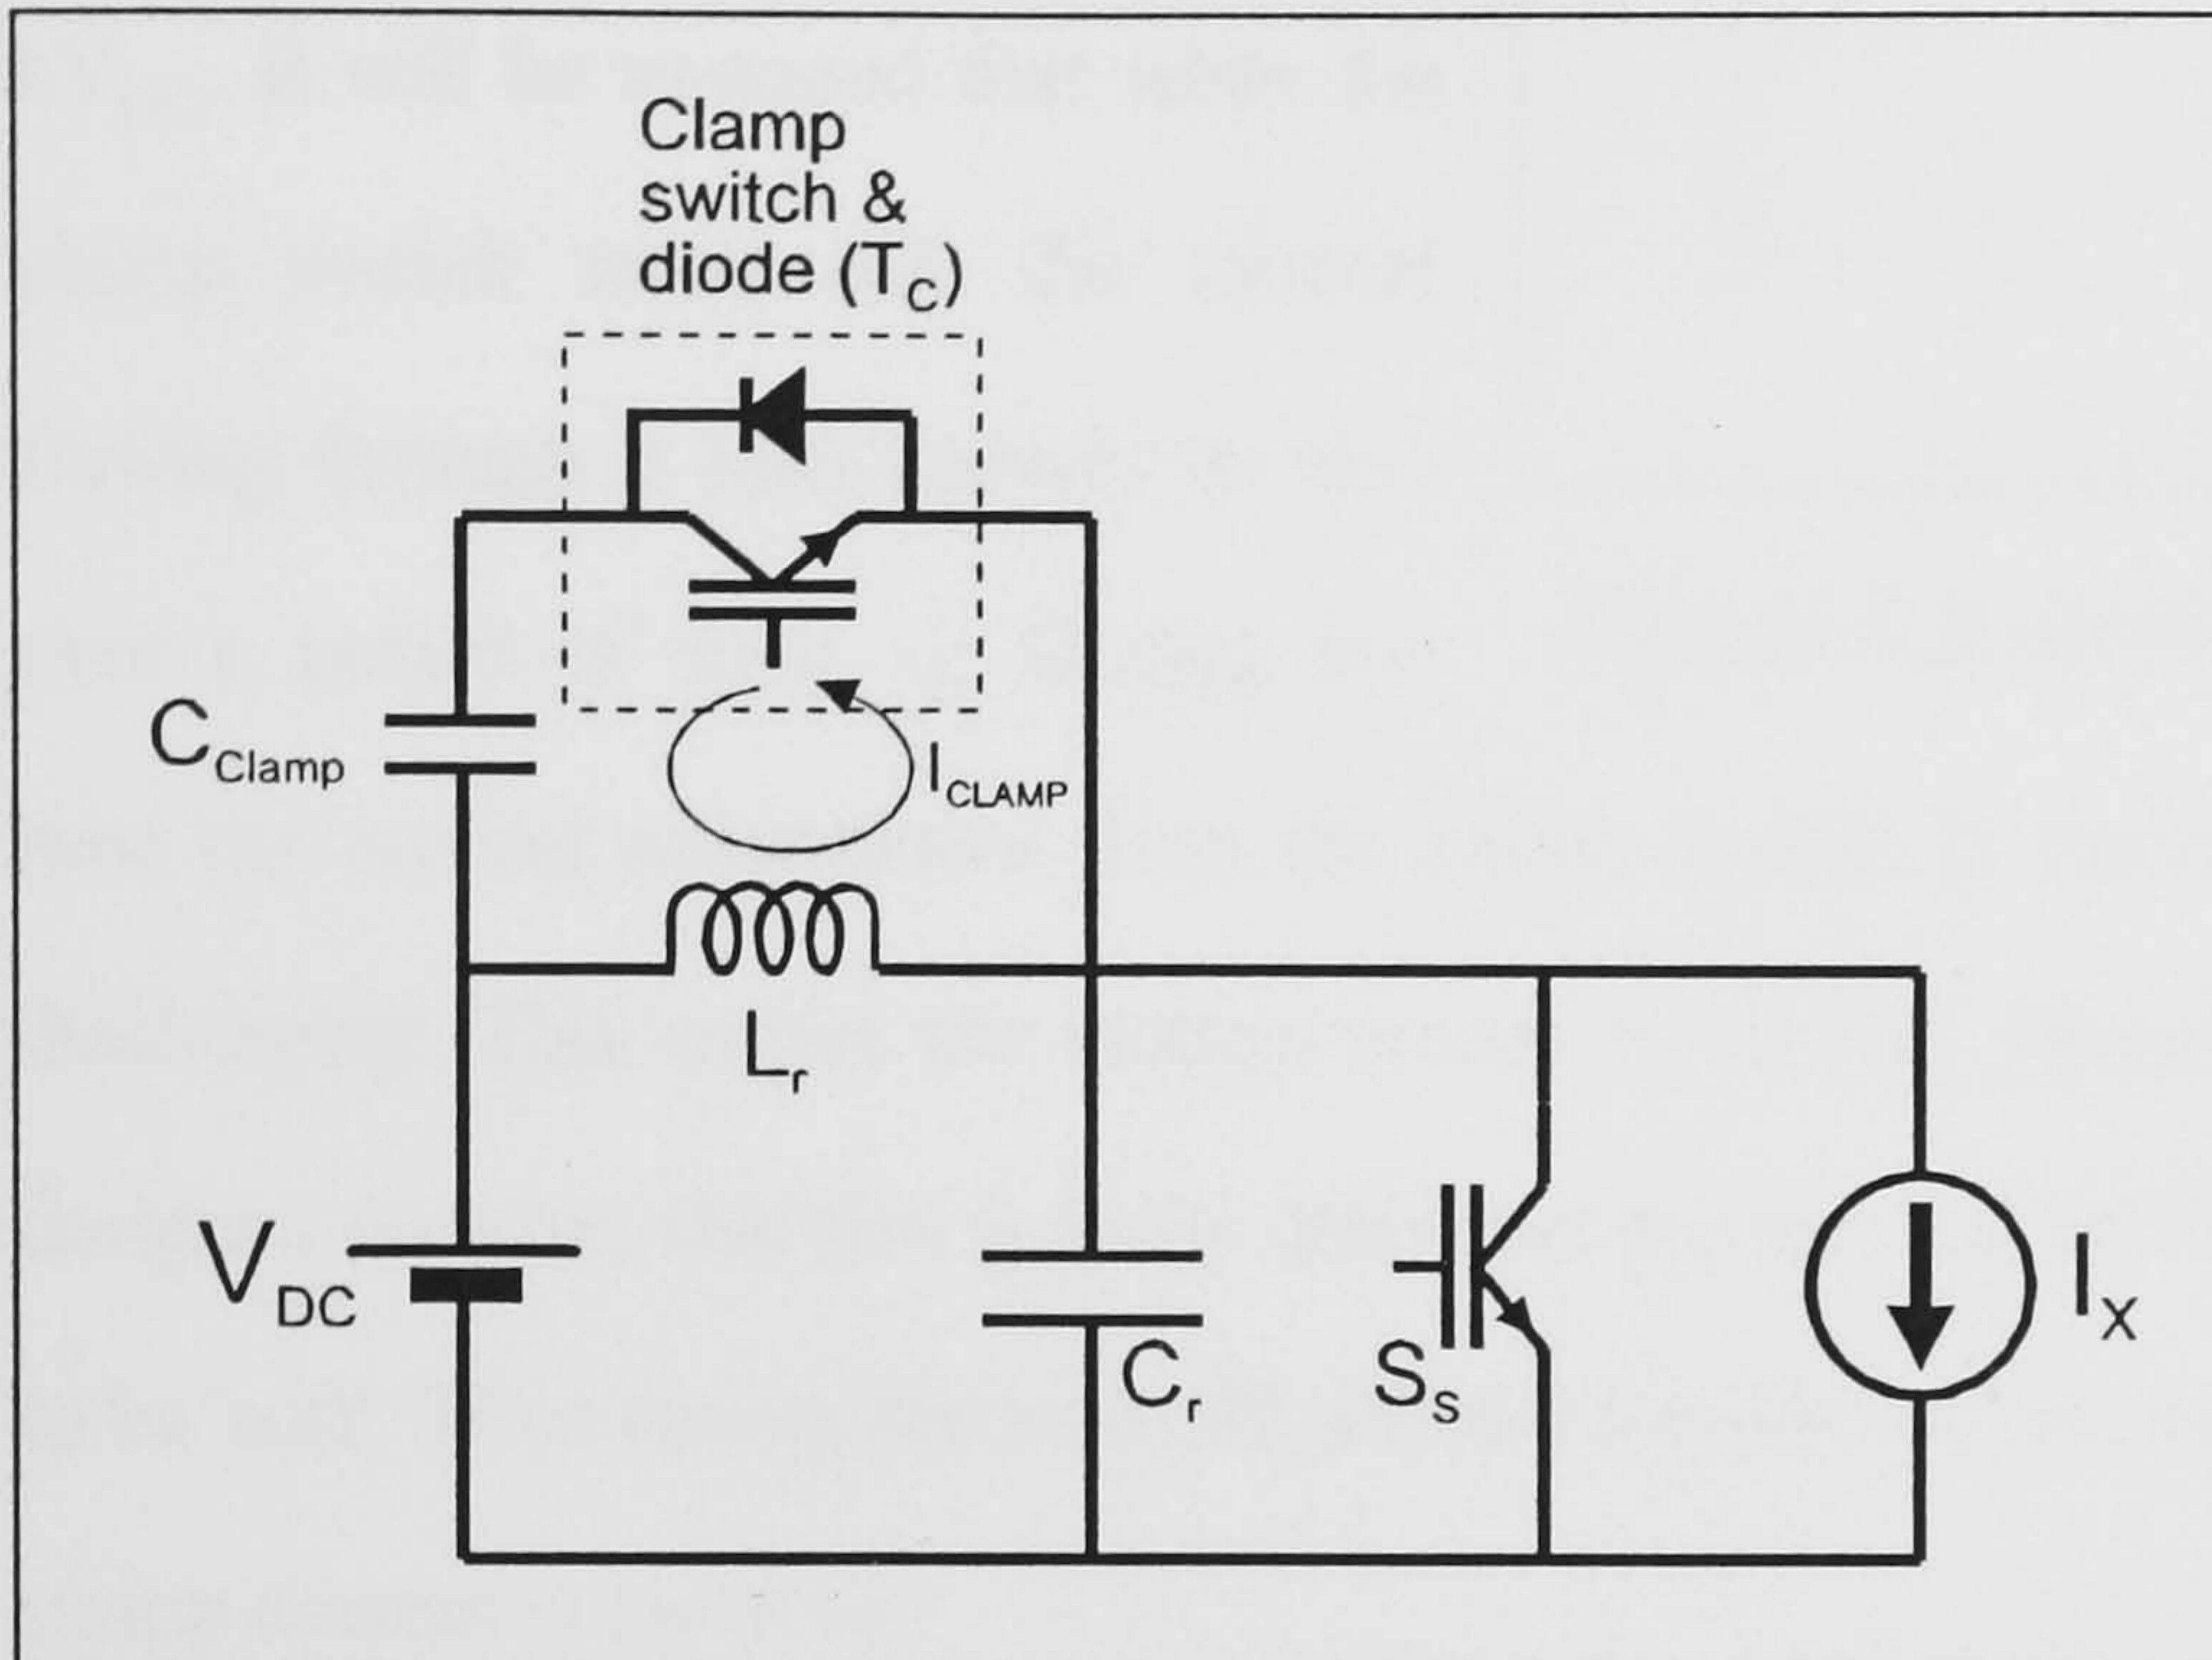 Clamp
switch &
diode (T_C)
C_Clamp
I_CLAMP
L_r
V_DC
C_r
S_s
I_X